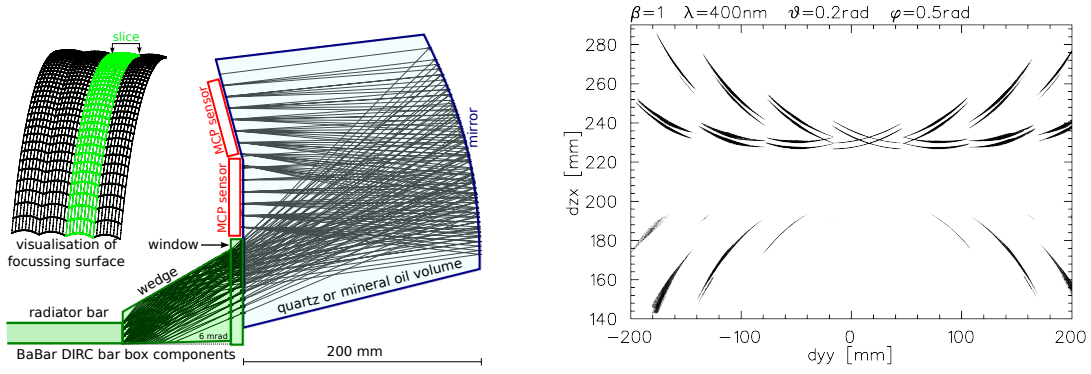 slice
visualisation of
focussing surface
MCP sensor
MCP sensor
mirror
window
wedge
quartz or mineral oil volume
radiator bar
6 mrad
BaBar DIRC bar box components
200 mm
β=1 λ=400nm ϑ=0.2rad φ=0.5rad
280
260
240
220
200
180
160
140
dzx [mm]
−200 −100 0 100 200
dyy [mm]